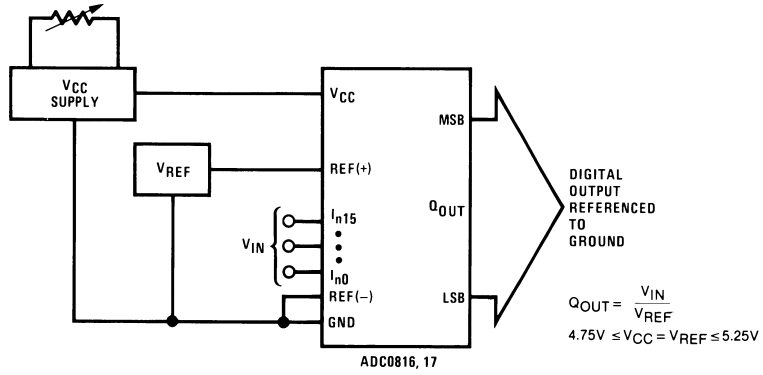 VCC
SUPPLY
VREF
VIN
VCC
REF(+)
In15
In0
REF(−)
GND
MSB
QOUT
LSB
ADC0816, 17
DIGITAL
OUTPUT
REFERENCED
TO
GROUND
QOUT = VIN / VREF
4.75V ≤ VCC = VREF ≤ 5.25V